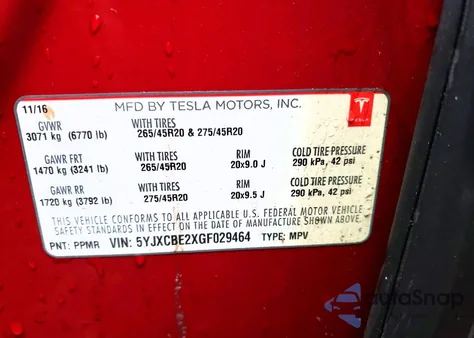 11/16 MFD BY TESLA MOTORS, INC.
GVWR WITH TIRES
3071 kg (6770 lb) 265/45R20 & 275/45R20
TESLA
GAWR FRT WITH TIRES RIM COLD TIRE PRESSURE
1470 kg (3241 lb) 265/45R20 20x9.0 J 290 kPa, 42 psi
GAWR RR WITH TIRES RIM COLD TIRE PRESSURE
1720 kg (3792 lb) 275/45R20 20x9.5 J 290 kPa, 42 psi
THIS VEHICLE CONFORMS TO ALL APPLICABLE U.S. FEDERAL MOTOR VEHICLE
SAFETY STANDARDS IN EFFECT ON THE DATE OF MANUFACTURE SHOWN ABOVE.
PNT: PPMR VIN: 5YJXCBE2XGF029464 TYPE: MPV
autoSnap